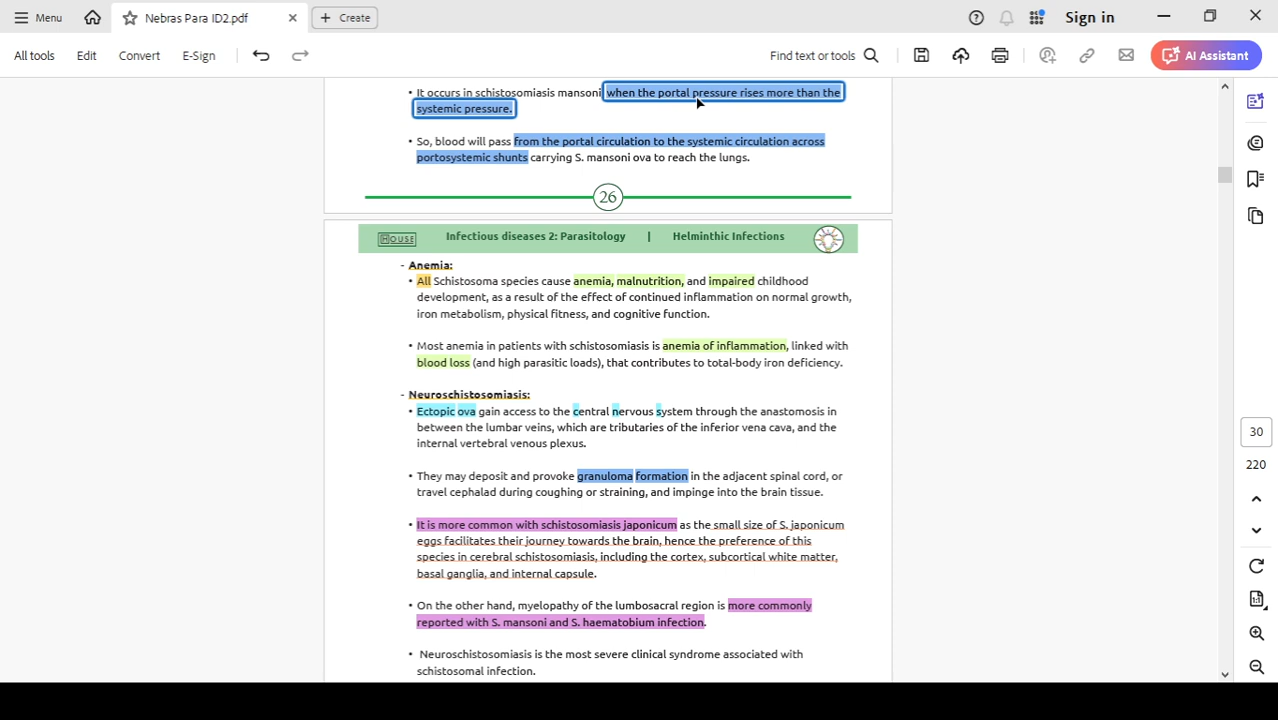 Menu
Nebras Para ID2.pdf
Create
Sign in
All tools
Edit
Convert
E-Sign
Find text or tools
AI Assistant
• It occurs in schistosomiasis mansoni when the portal pressure rises more than the
systemic pressure.
• So, blood will pass from the portal circulation to the systemic circulation across
portosystemic shunts carrying S. mansoni ova to reach the lungs.
26
HOUSE Infectious diseases 2: Parasitology | Helminthic Infections
- Anemia:
• All Schistosoma species cause anemia, malnutrition, and impaired childhood
development, as a result of the effect of continued inflammation on normal growth,
iron metabolism, physical fitness, and cognitive function.
• Most anemia in patients with schistosomiasis is anemia of inflammation, linked with
blood loss (and high parasitic loads), that contributes to total-body iron deficiency.
- Neuroschistosomiasis:
• Ectopic ova gain access to the central nervous system through the anastomosis in
between the lumbar veins, which are tributaries of the inferior vena cava, and the
internal vertebral venous plexus.
• They may deposit and provoke granuloma formation in the adjacent spinal cord, or
travel cephalad during coughing or straining, and impinge into the brain tissue.
• It is more common with schistosomiasis japonicum as the small size of S. japonicum
eggs facilitates their journey towards the brain, hence the preference of this
species in cerebral schistosomiasis, including the cortex, subcortical white matter,
basal ganglia, and internal capsule.
• On the other hand, myelopathy of the lumbosacral region is more commonly
reported with S. mansoni and S. haematobium infection.
• Neuroschistosomiasis is the most severe clinical syndrome associated with
schistosomal infection.
30
220